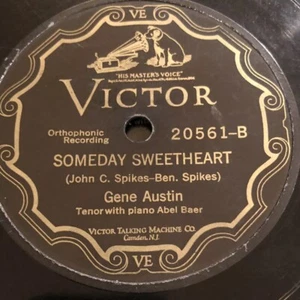 VE
"HIS MASTER'S VOICE"
VICTOR
Orthophonic
Recording
20561-B
SOMEDAY SWEETHEART
(John C. Spikes-Ben. Spikes)
Gene Austin
Tenor with piano Abel Baer
VICTOR TALKING MACHINE CO.
Camden, N.J.
VE